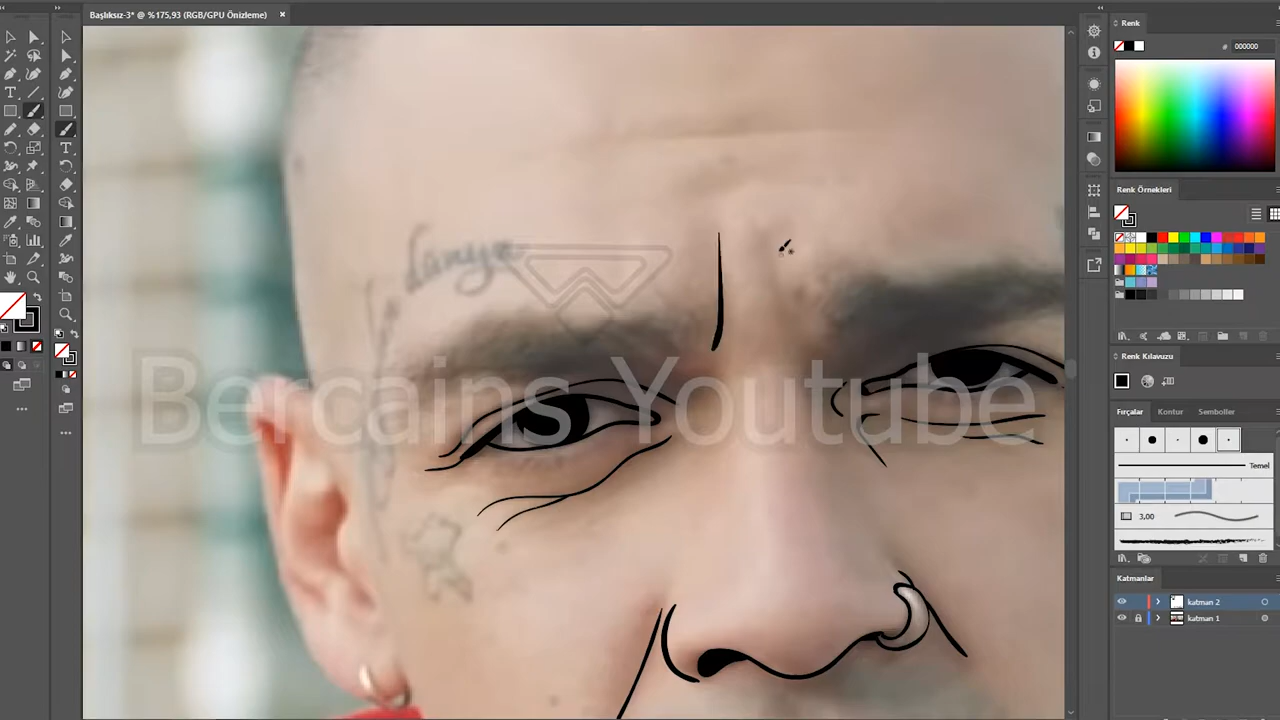 Başlıksız-3* @ %175,93 (RGB/GPU Önizleme)
Renk
# 000000
Renk Örnekleri
danyx
Bercains Youtube
Renk Kılavuzu
Fırçalar Kontur Semboller
Temel
3,00
Katmanlar
katman 2
katman 1